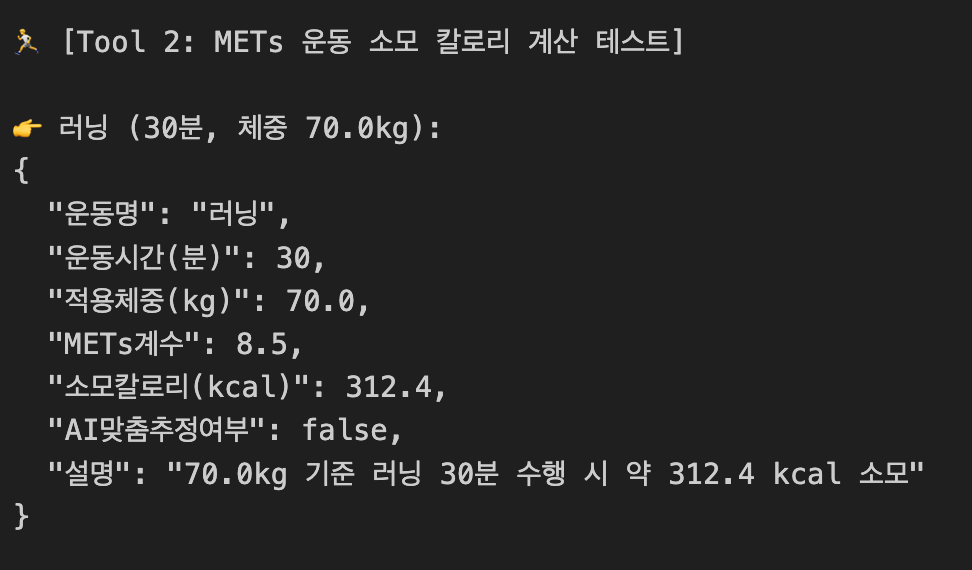 🏃 [Tool 2: METs 운동 소모 칼로리 계산 테스트]
👉 러닝 (30분, 체중 70.0kg):
{
"운동명": "러닝",
"운동시간(분)": 30,
"적용체중(kg)": 70.0,
"METs계수": 8.5,
"소모칼로리(kcal)": 312.4,
"AI맞춤추정여부": false,
"설명": "70.0kg 기준 러닝 30분 수행 시 약 312.4 kcal 소모"
}